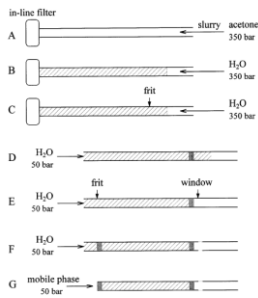 in-line filter
A slurry acetone
350 bar
B H₂O
350 bar
frit
C H₂O
350 bar
D H₂O
50 bar
frit window
E H₂O
50 bar
F H₂O
50 bar
G mobile phase
50 bar